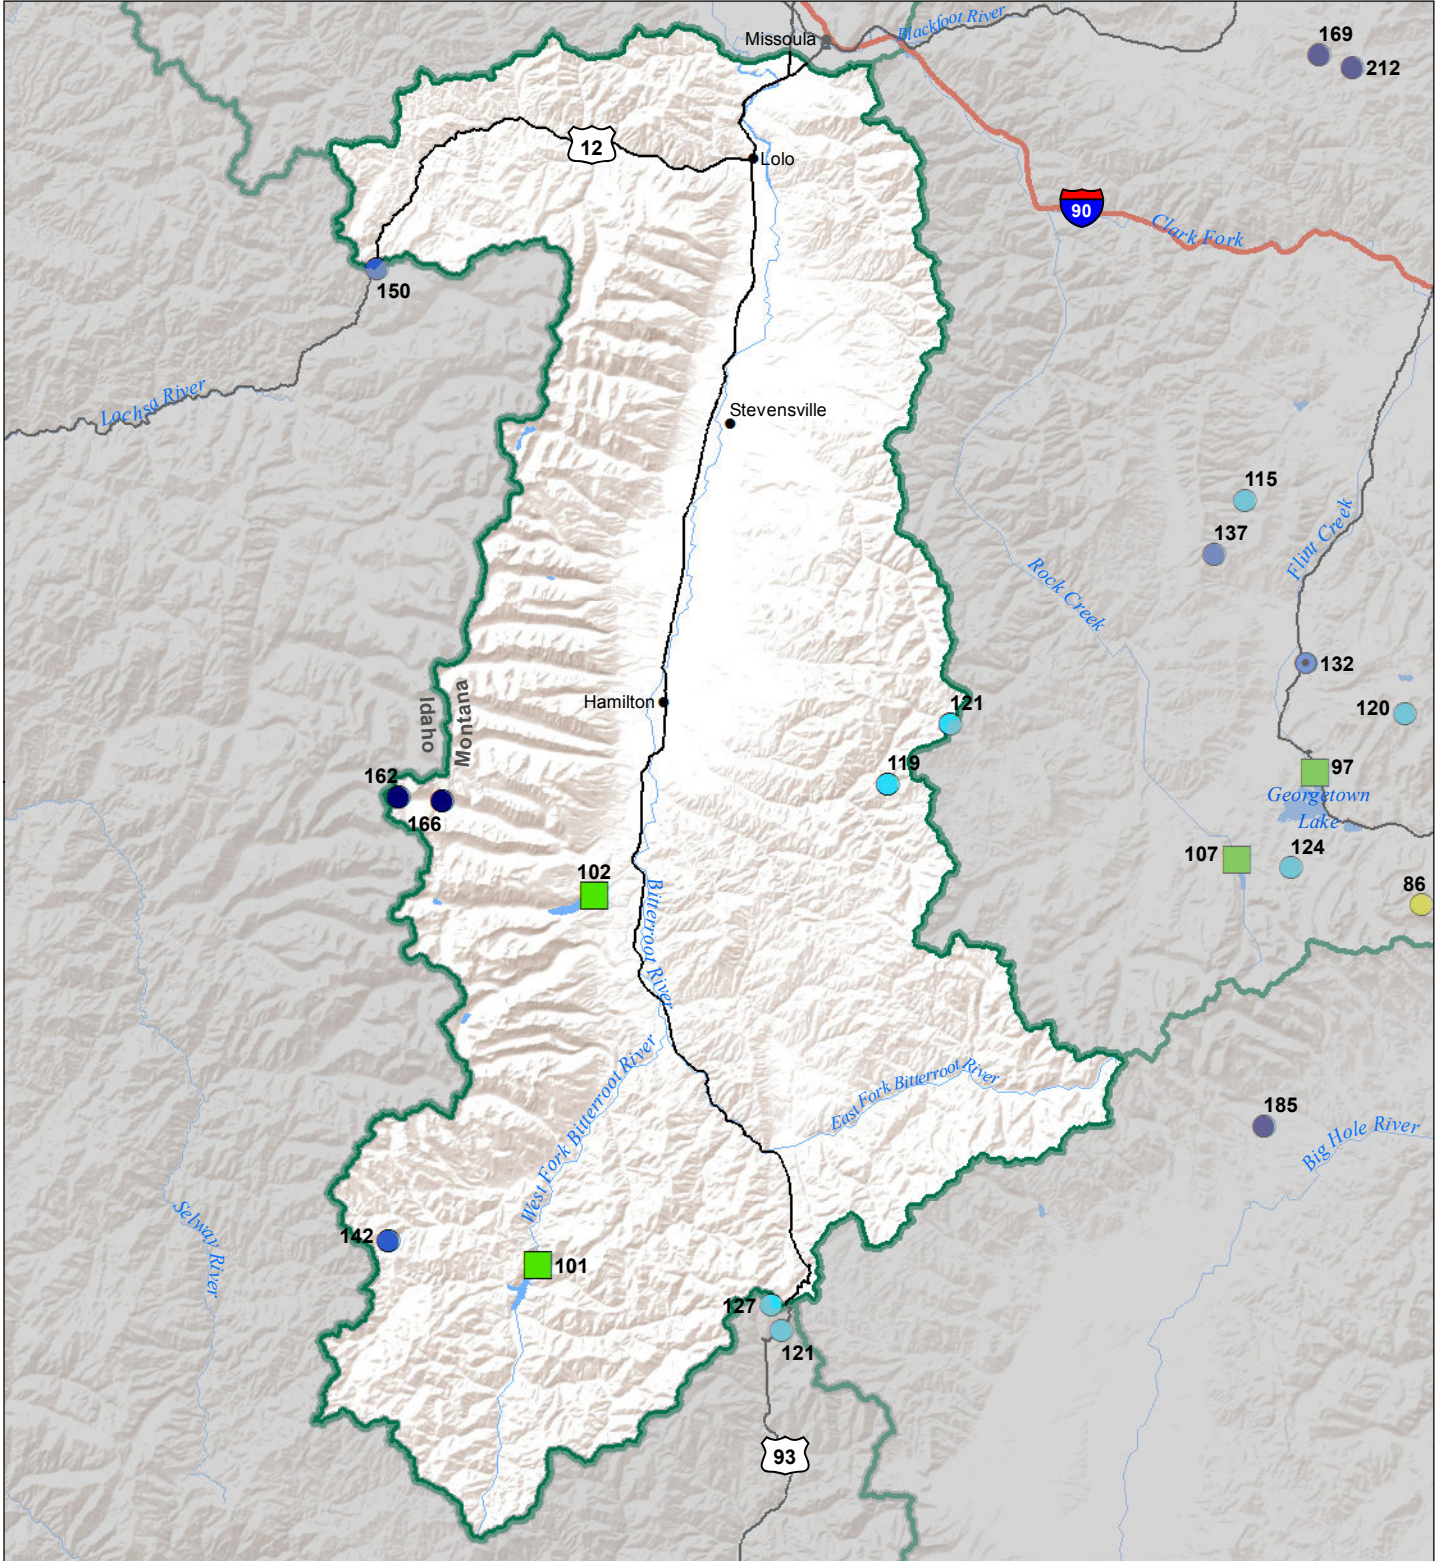 Missoula
Blackfoot River
169
212
12
Lolo
90
Clark Fork
150
Lochsa River
Stevensville
115
137
Flint Creek
Rock Creek
132
120
Idaho
Montana
Hamilton
121
119
162
166
97
Georgetown
Lake
107
124
86
102
Bitterroot River
West Fork Bitterroot River
East Fork Bitterroot River
185
Big Hole River
Selway River
142
101
127
121
93